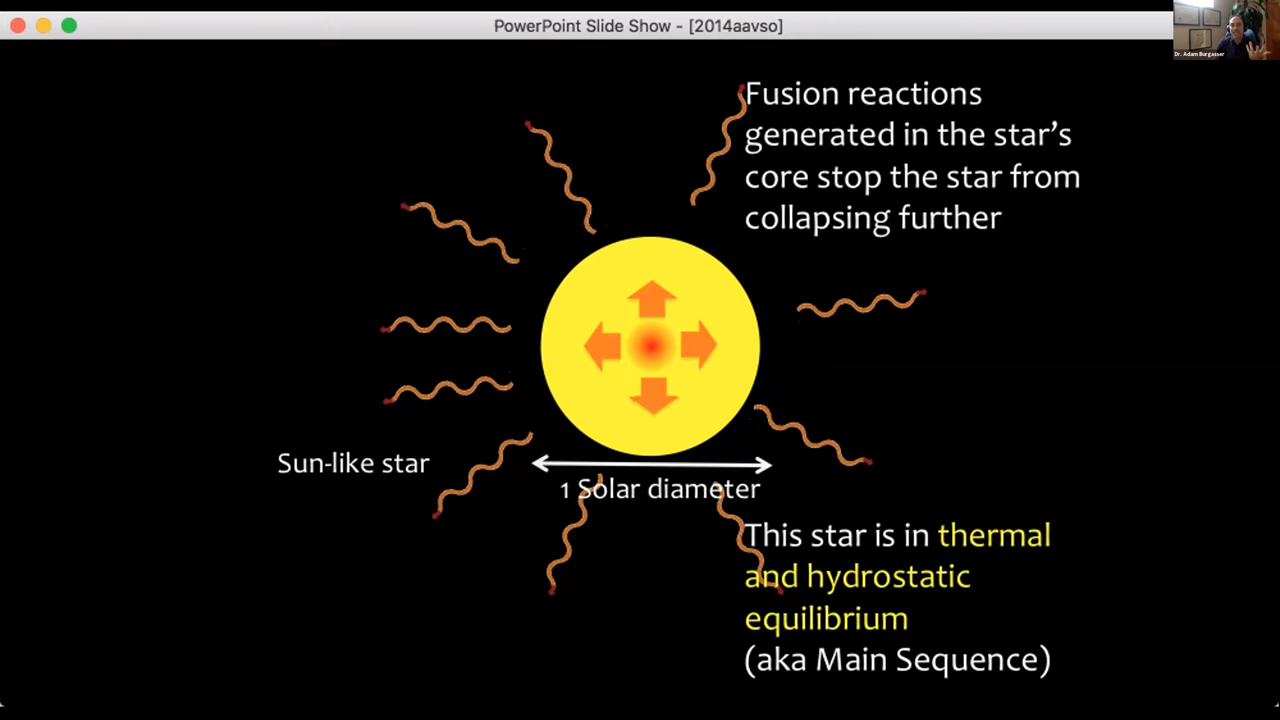 PowerPoint Slide Show - [2014aavso]
Dr. Adam Burgasser
Fusion reactions
generated in the star’s
core stop the star from
collapsing further
Sun-like star
1 Solar diameter
This star is in thermal
and hydrostatic
equilibrium
(aka Main Sequence)